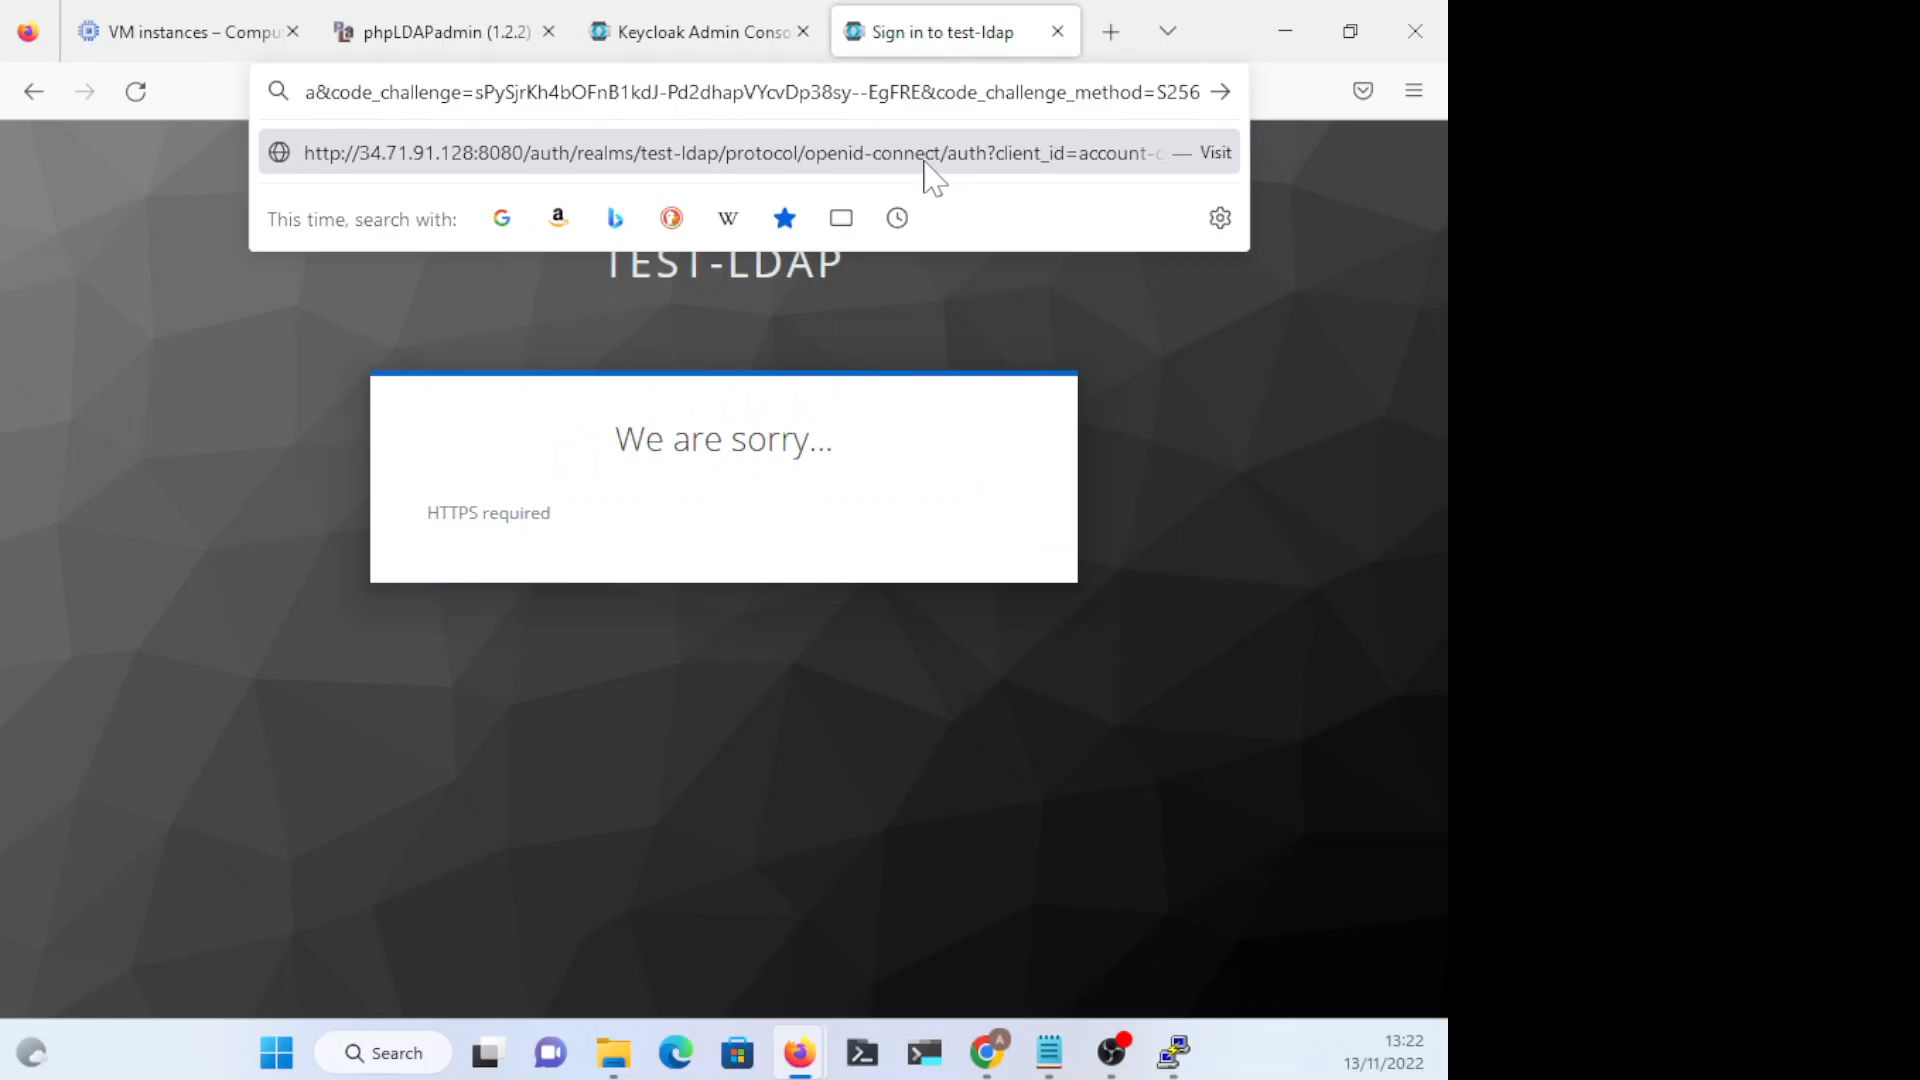 VM instances – Compu
phpLDAPadmin (1.2.2)
Keycloak Admin Conso
Sign in to test-ldap
a&code_challenge=sPySjrKh4bOFnB1kdJ-Pd2dhapVYcvDp38sy--EgFRE&code_challenge_method=S256
http://34.71.91.128:8080/auth/realms/test-ldap/protocol/openid-connect/auth?client_id=account-c — Visit
This time, search with:
TEST-LDAP
We are sorry...
HTTPS required
Search
A
13:22
13/11/2022